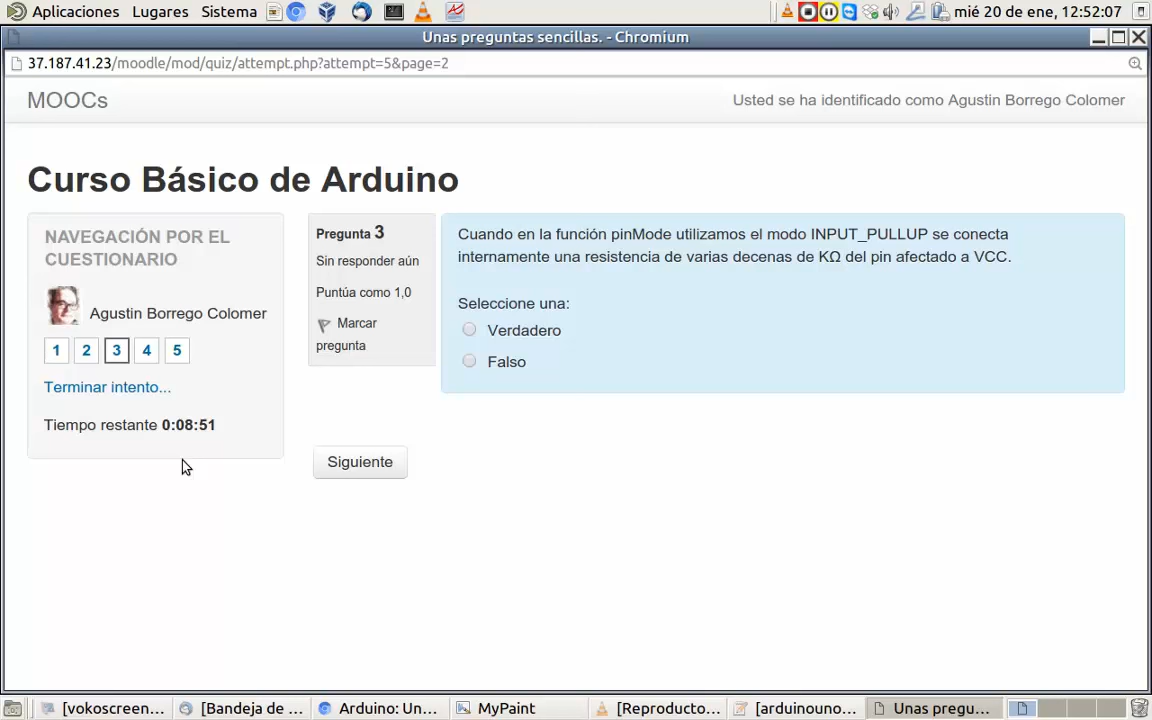 Aplicaciones Lugares Sistema mié 20 de ene, 12:52:07
Unas preguntas sencillas. - Chromium
37.187.41.23/moodle/mod/quiz/attempt.php?attempt=5&page=2
MOOCs
Usted se ha identificado como Agustin Borrego Colomer
Curso Básico de Arduino
NAVEGACIÓN POR EL
CUESTIONARIO
Agustin Borrego Colomer
1 2 3 4 5
Terminar intento...
Tiempo restante 0:08:51
Pregunta 3
Sin responder aún
Puntúa como 1,0
Marcar
pregunta
Cuando en la función pinMode utilizamos el modo INPUT_PULLUP se conecta
internamente una resistencia de varias decenas de KΩ del pin afectado a VCC.
Seleccione una:
Verdadero
Falso
Siguiente
[vokoscreen... [Bandeja de ... Arduino: Un... MyPaint [Reproducto... [arduinouno... Unas pregu...